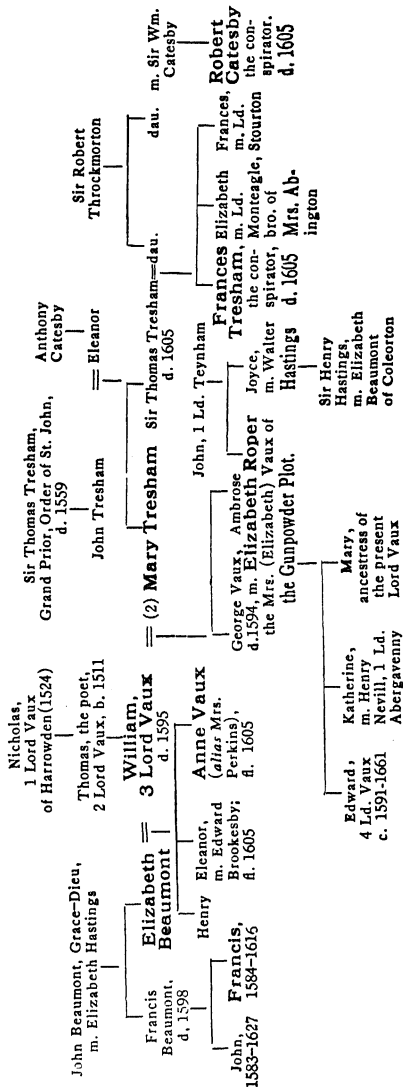 John Beaumont, Grace-Dieu,
m. Elizabeth Hastings
Francis
Beaumont,
d, 1598
Elizabeth =
Beaumont
John,
1583-1627
Francis,
1584-1616
Nicholas,
1 Lord Vaux
of Harrowden (1524)
Thomas, the poet,
2 Lord Vaux, b. 1511
William,
3 Lord Vaux
d. 1595
Henry
Eleanor,
m. Edward
Brookesby;
fl. 1605
Anne Vaux
(alias Mrs.
Perkins),
fl. 1605
Sir Thomas Tresham,
Grand Prior, Order of St. John,
d. 1559
John Tresham
= Eleanor
Anthony
Catesby
= (2) Mary Tresham
Sir Thomas Tresham=dau.
d. 1605
Sir Robert
Throckmorton
dau.
m. Sir Wm.
Catesby
Robert
Catesby
the con-
spirator.
d. 1605
George Vaux,
d.1594, m. Elizabeth Roper
the Mrs. (Elizabeth) Vaux of
the Gunpowder Plot.
Ambrose
John, 1 Ld. Teynham
Joyce,
m. Walter
Hastings
Frances
Tresham,
the con-
spirator,
d. 1605
Elizabeth
m. Ld.
Monteagle,
bro. of
Mrs. Ab-
ington
Frances,
m. Ld.
Stourton
Sir Henry
Hastings,
m. Elizabeth
Beaumont
of Coleorton
Edward,
4 Ld. Vaux
c. 1591-1661
Katherine,
m. Henry
Nevill, 1 Ld.
Abergavenny
Mary,
ancestress of
the present
Lord Vaux